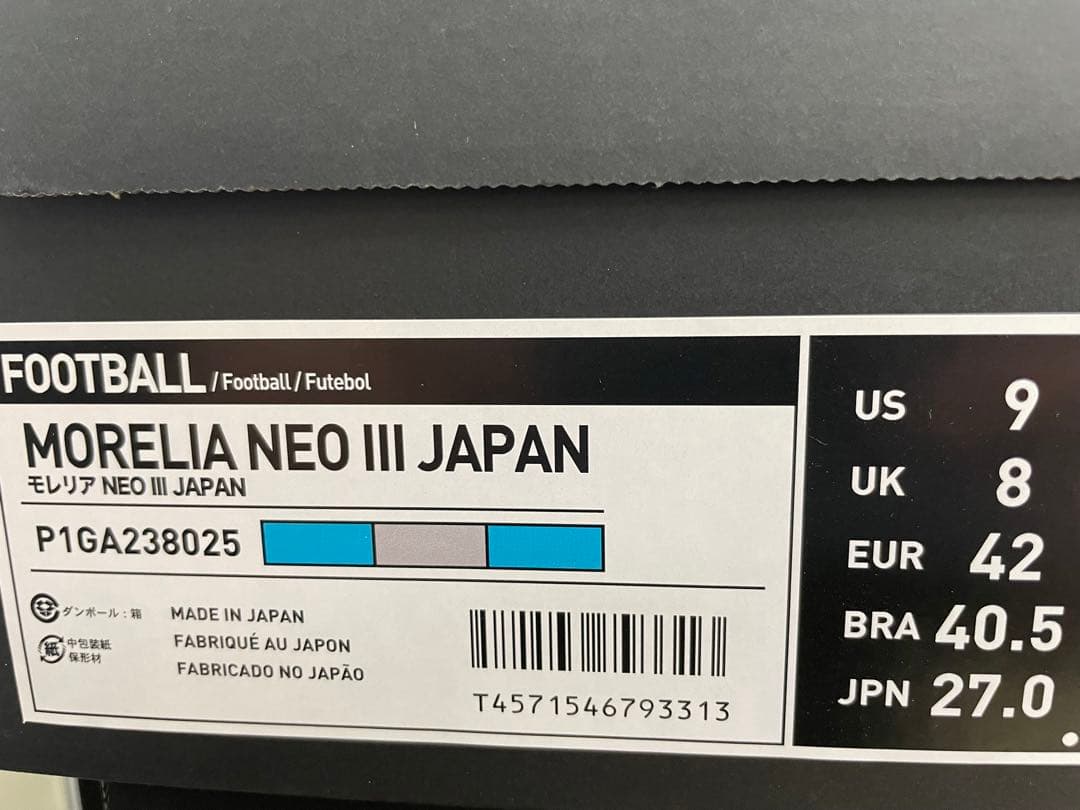 FOOTBALL / Football / Futebol
MORELIA NEO III JAPAN
モレリア NEO III JAPAN
P1GA238025
ダンボール : 箱
紙 中包装紙
保形材
MADE IN JAPAN
FABRIQUÉ AU JAPON
FABRICADO NO JAPÃO
T4571546793313
US 9
UK 8
EUR 42
BRA 40.5
JPN 27.0